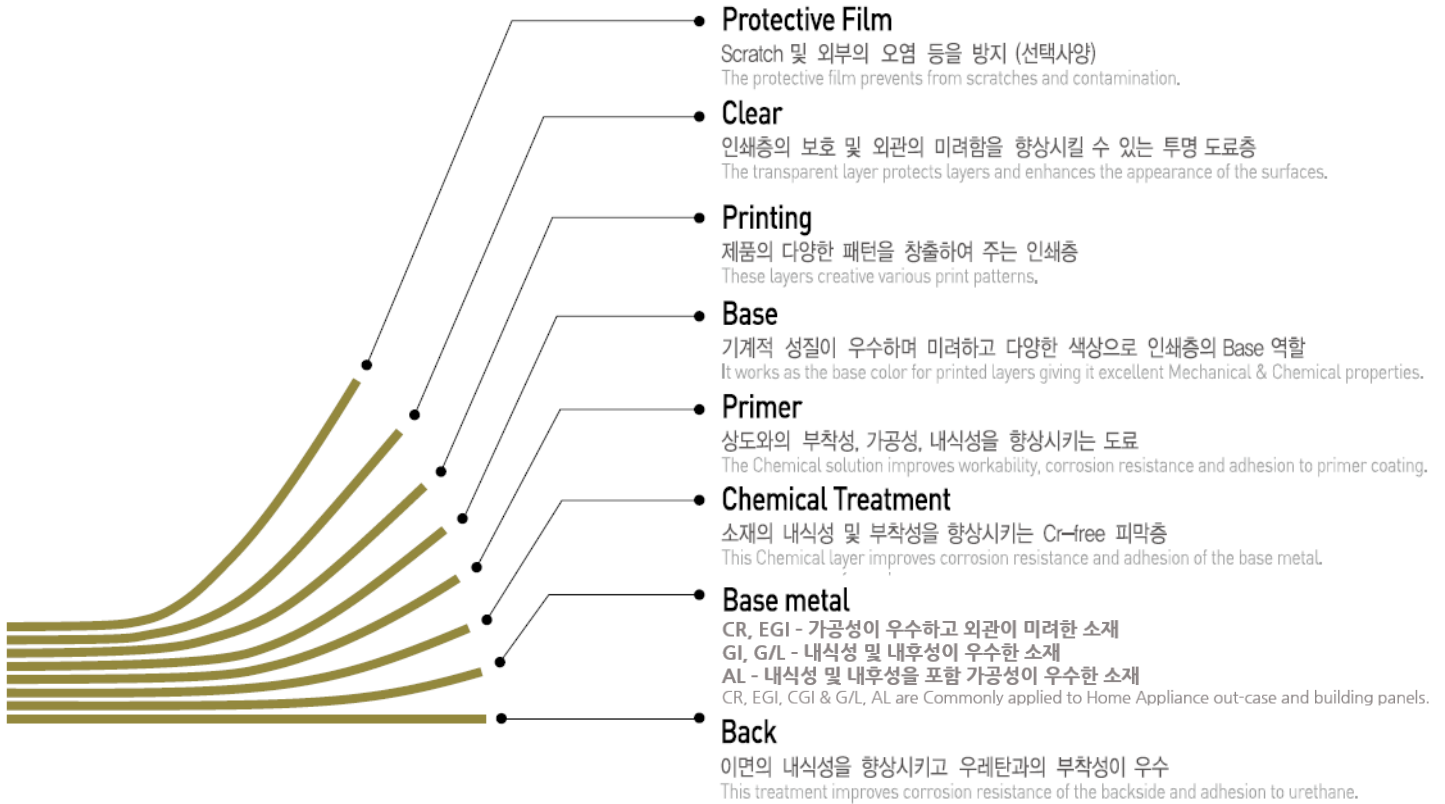 Protective Film
Scratch 및 외부의 오염 등을 방지 (선택사양)
The protective film prevents from scratches and contamination.
Clear
인쇄층의 보호 및 외관의 미려함을 향상시킬 수 있는 투명 도료층
The transparent layer protects layers and enhances the appearance of the surfaces.
Printing
제품의 다양한 패턴을 창출하여 주는 인쇄층
These layers creative various print patterns.
Base
기계적 성질이 우수하며 미려하고 다양한 색상으로 인쇄층의 Base 역할
It works as the base color for printed layers giving it excellent Mechanical & Chemical properties.
Primer
상도와의 부착성, 가공성, 내식성을 향상시키는 도료
The Chemical solution improves workability, corrosion resistance and adhesion to primer coating.
Chemical Treatment
소재의 내식성 및 부착성을 향상시키는 Cr-free 피막층
This Chemical layer improves corrosion resistance and adhesion of the base metal.
Base metal
CR, EGI - 가공성이 우수하고 외관이 미려한 소재
GI, G/L - 내식성 및 내후성이 우수한 소재
AL - 내식성 및 내후성을 포함 가공성이 우수한 소재
CR, EGI, CGI & G/L, AL are Commonly applied to Home Appliance out-case and building panels.
Back
이면의 내식성을 향상시키고 우레탄과의 부착성이 우수
This treatment improves corrosion resistance of the backside and adhesion to urethane.